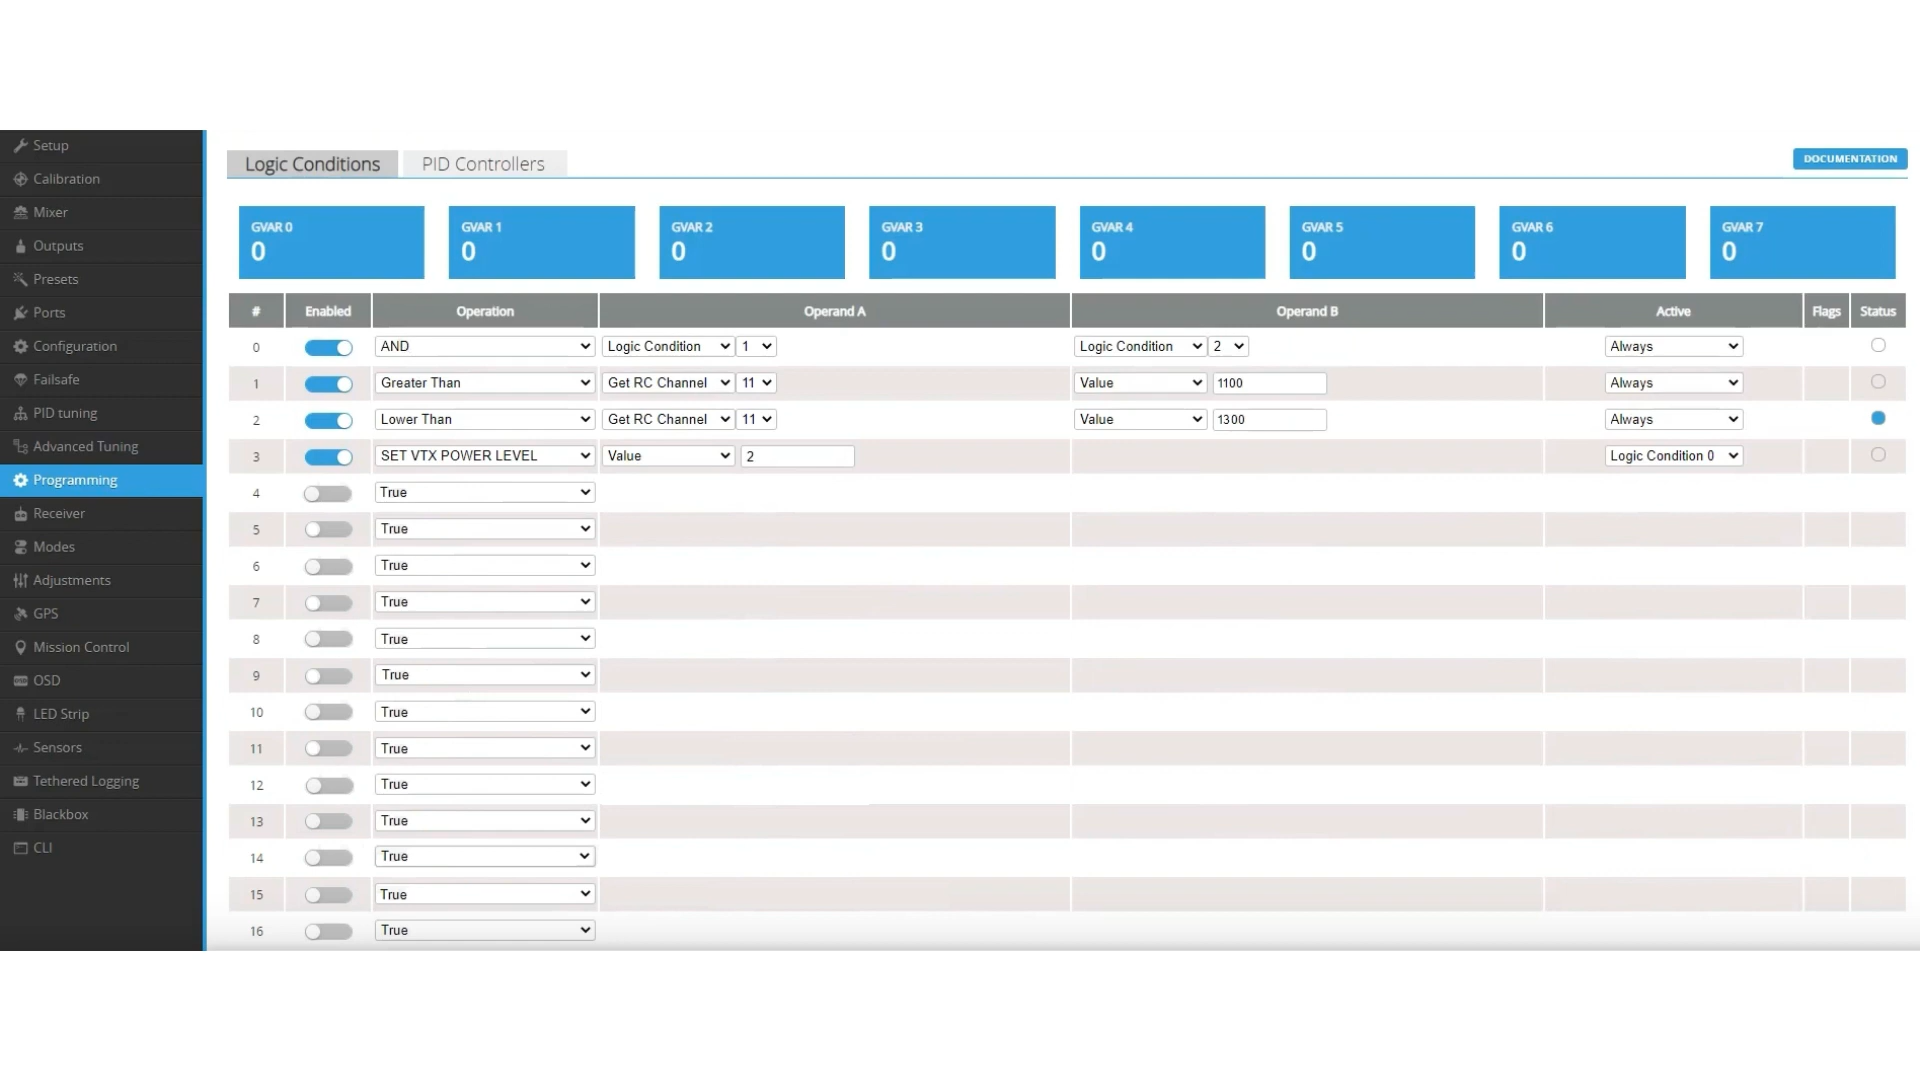 Setup
Calibration
Mixer
Outputs
Presets
Ports
Configuration
Failsafe
PID tuning
Advanced Tuning
Programming
Receiver
Modes
Adjustments
GPS
Mission Control
OSD
LED Strip
Sensors
Tethered Logging
Blackbox
CLI
Logic Conditions PID Controllers DOCUMENTATION
GVAR 0 GVAR 1 GVAR 2 GVAR 3 GVAR 4 GVAR 5 GVAR 6 GVAR 7
0 0 0 0 0 0 0 0
# Enabled Operation Operand A Operand B Active Flags Status
0 AND Logic Condition 1 Logic Condition 2 Always
1 Greater Than Get RC Channel 11 Value 1100 Always
2 Lower Than Get RC Channel 11 Value 1300 Always
3 SET VTX POWER LEVEL Value 2 Logic Condition 0
4 True
5 True
6 True
7 True
8 True
9 True
10 True
11 True
12 True
13 True
14 True
15 True
16 True